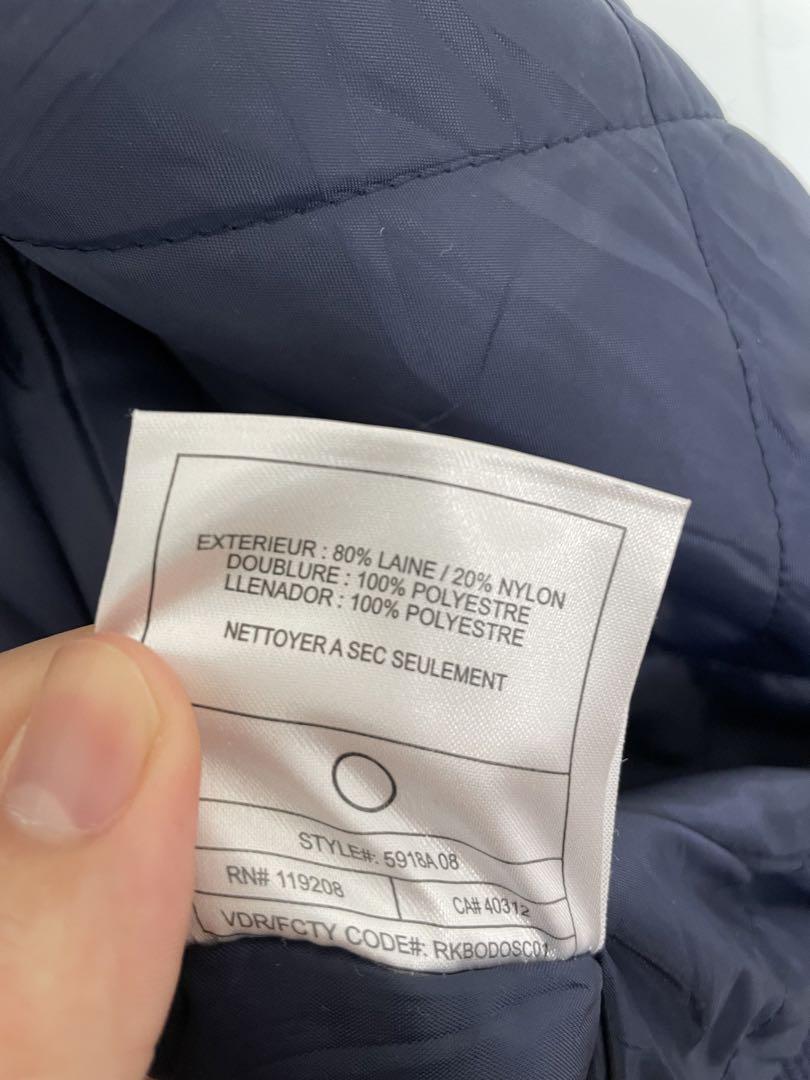 EXTERIEUR : 80% LAINE / 20% NYLON
DOUBLURE : 100% POLYESTRE
LLENADOR : 100% POLYESTRE
NETTOYER A SEC SEULEMENT
STYLE#: 5918A08
RN# 119208
CA# 40312
VDR/FCTY CODE#: RKBODOSC01